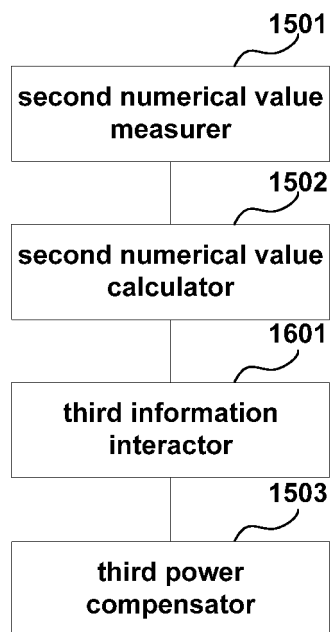 1501
second numerical value
measurer
1502
second numerical value
calculator
1601
third information
interactor
1503
third power
compensator